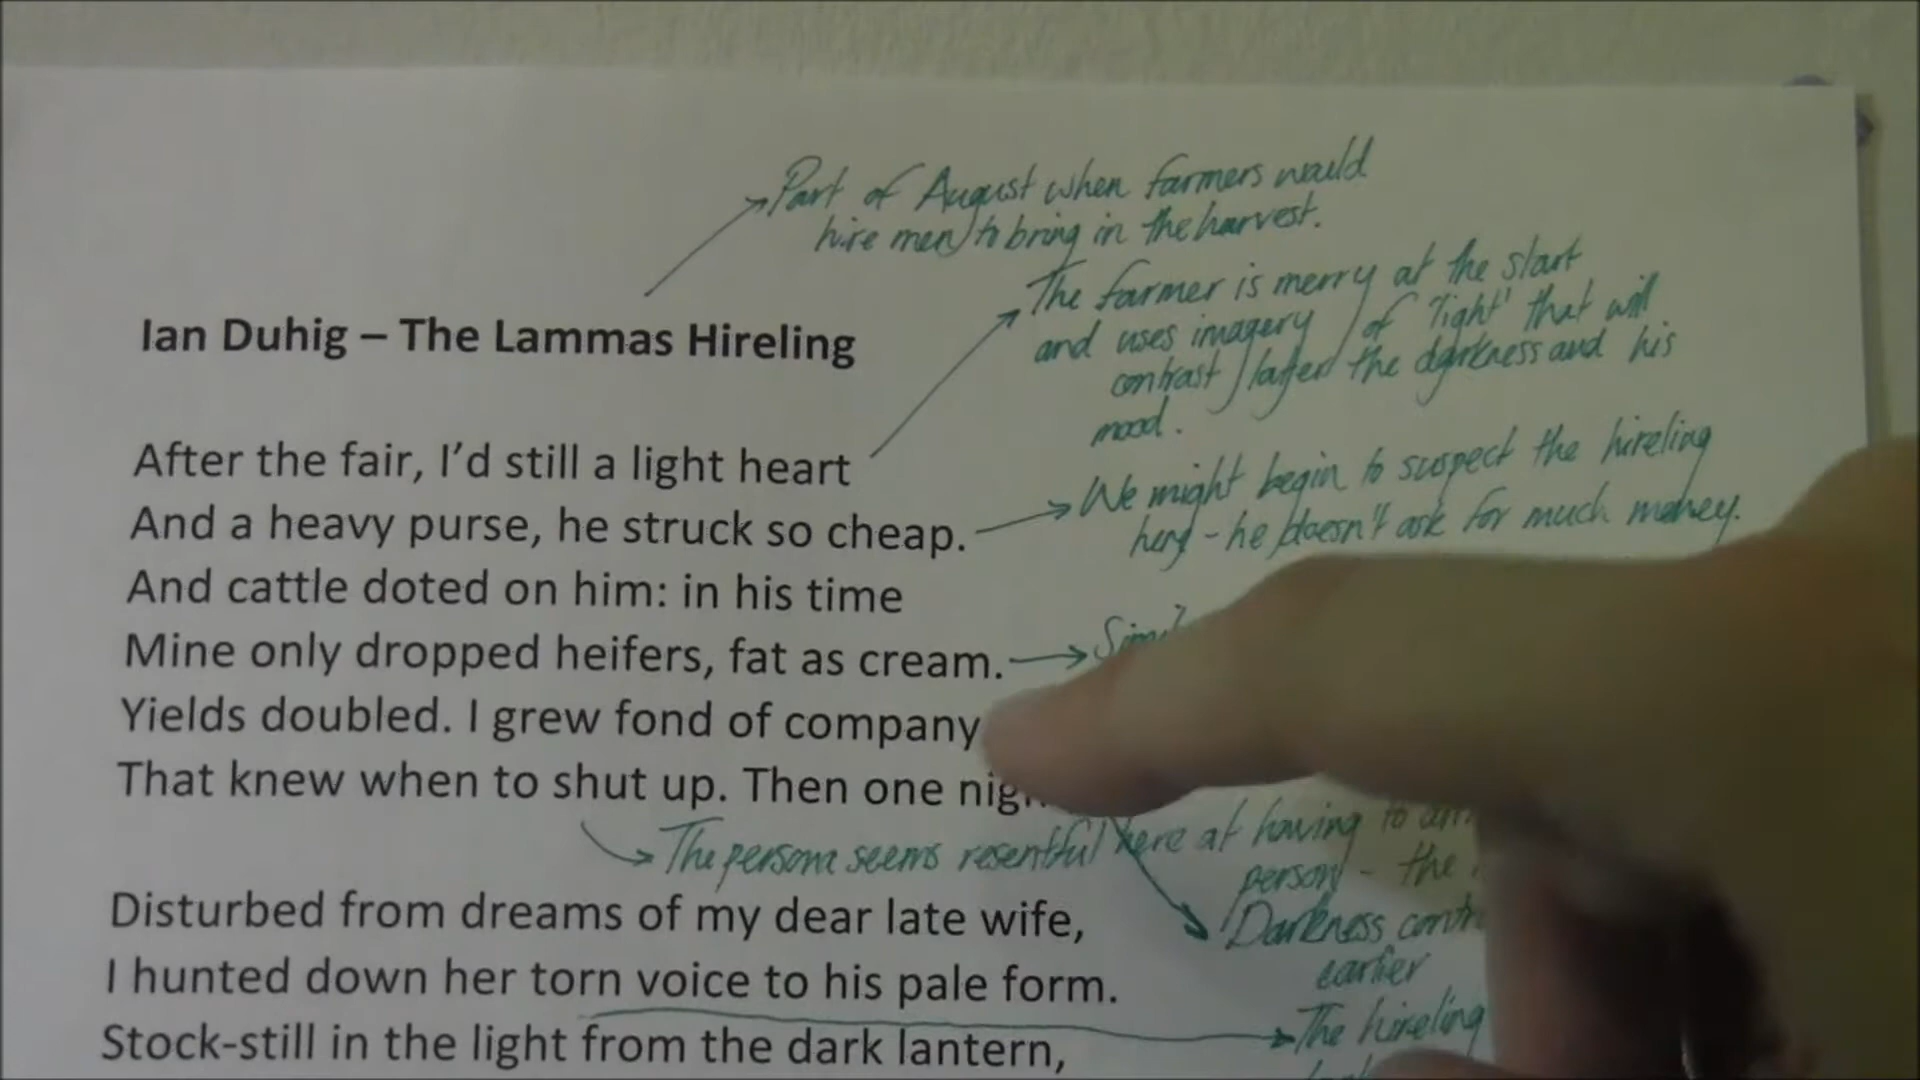 Part of August when farmers would
hire men to bring in the harvest.
The farmer is merry at the start
and uses imagery of 'light' that will
contrast later the darkness and his
mood.
Ian Duhig – The Lammas Hireling
After the fair, I'd still a light heart
And a heavy purse, he struck so cheap.
We might begin to suspect the hireling
here - he doesn't ask for much money.
And cattle doted on him: in his time
Mine only dropped heifers, fat as cream.
Yields doubled. I grew fond of company
That knew when to shut up. Then one
The persona seems resentful here at having to
person - the
Darkness
earlier
Disturbed from dreams of my dear late wife,
I hunted down her torn voice to his pale form.
The hireling
Stock-still in the light from the dark lantern,